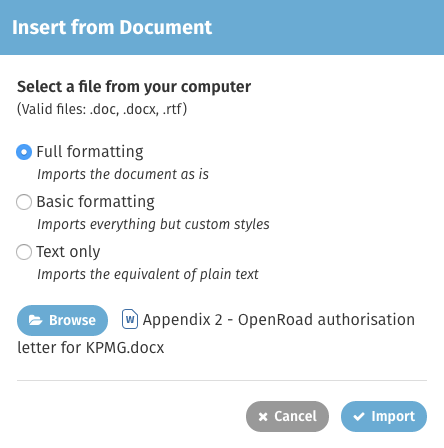 Insert from Document
Select a file from your computer
(Valid files: .doc, .docx, .rtf)
Full formatting
Imports the document as is
Basic formatting
Imports everything but custom styles
Text only
Imports the equivalent of plain text
Browse W Appendix 2 - OpenRoad authorisation
letter for KPMG.docx
Cancel Import